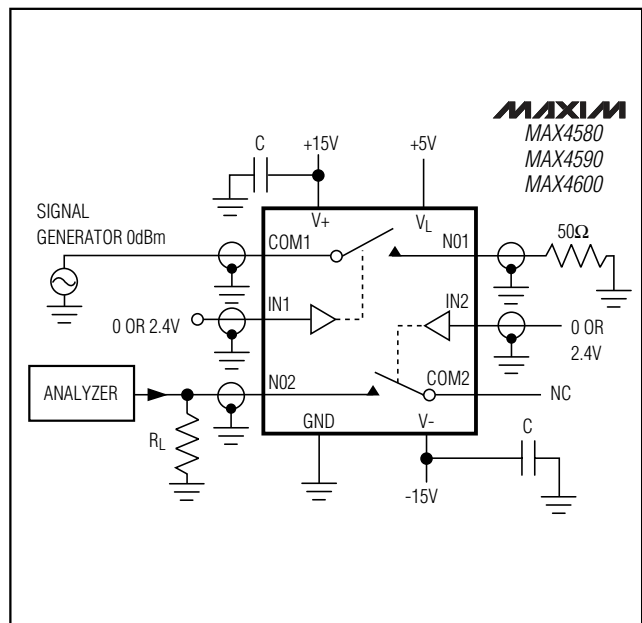 MAXIM
MAX4580
MAX4590
MAX4600
C
+15V
+5V
SIGNAL
GENERATOR 0dBm
V+
VL
COM1
N01
50Ω
IN1
IN2
0 OR 2.4V
0 OR
2.4V
ANALYZER
N02
COM2
NC
RL
GND
V-
C
-15V